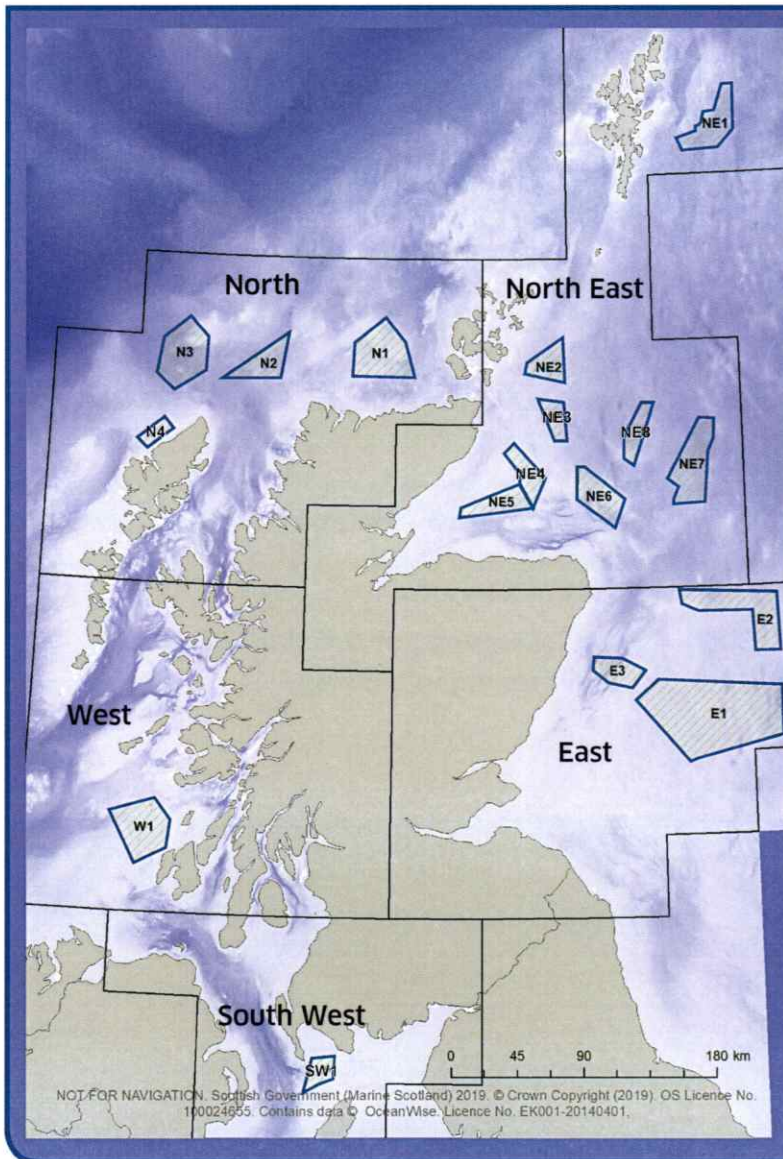 NE1
North
North East
N3
N2
N1
NE2
N4
NE3
NE8
NE4
NE7
NE5
NE6
E2
E3
West
E1
East
W1
South West
SW1
0 45 90 180 km
NOT FOR NAVIGATION. Scottish Government (Marine Scotland) 2019. © Crown Copyright (2019). OS Licence No.
100024655. Contains data © OceanWise. Licence No. EK001-20140401.